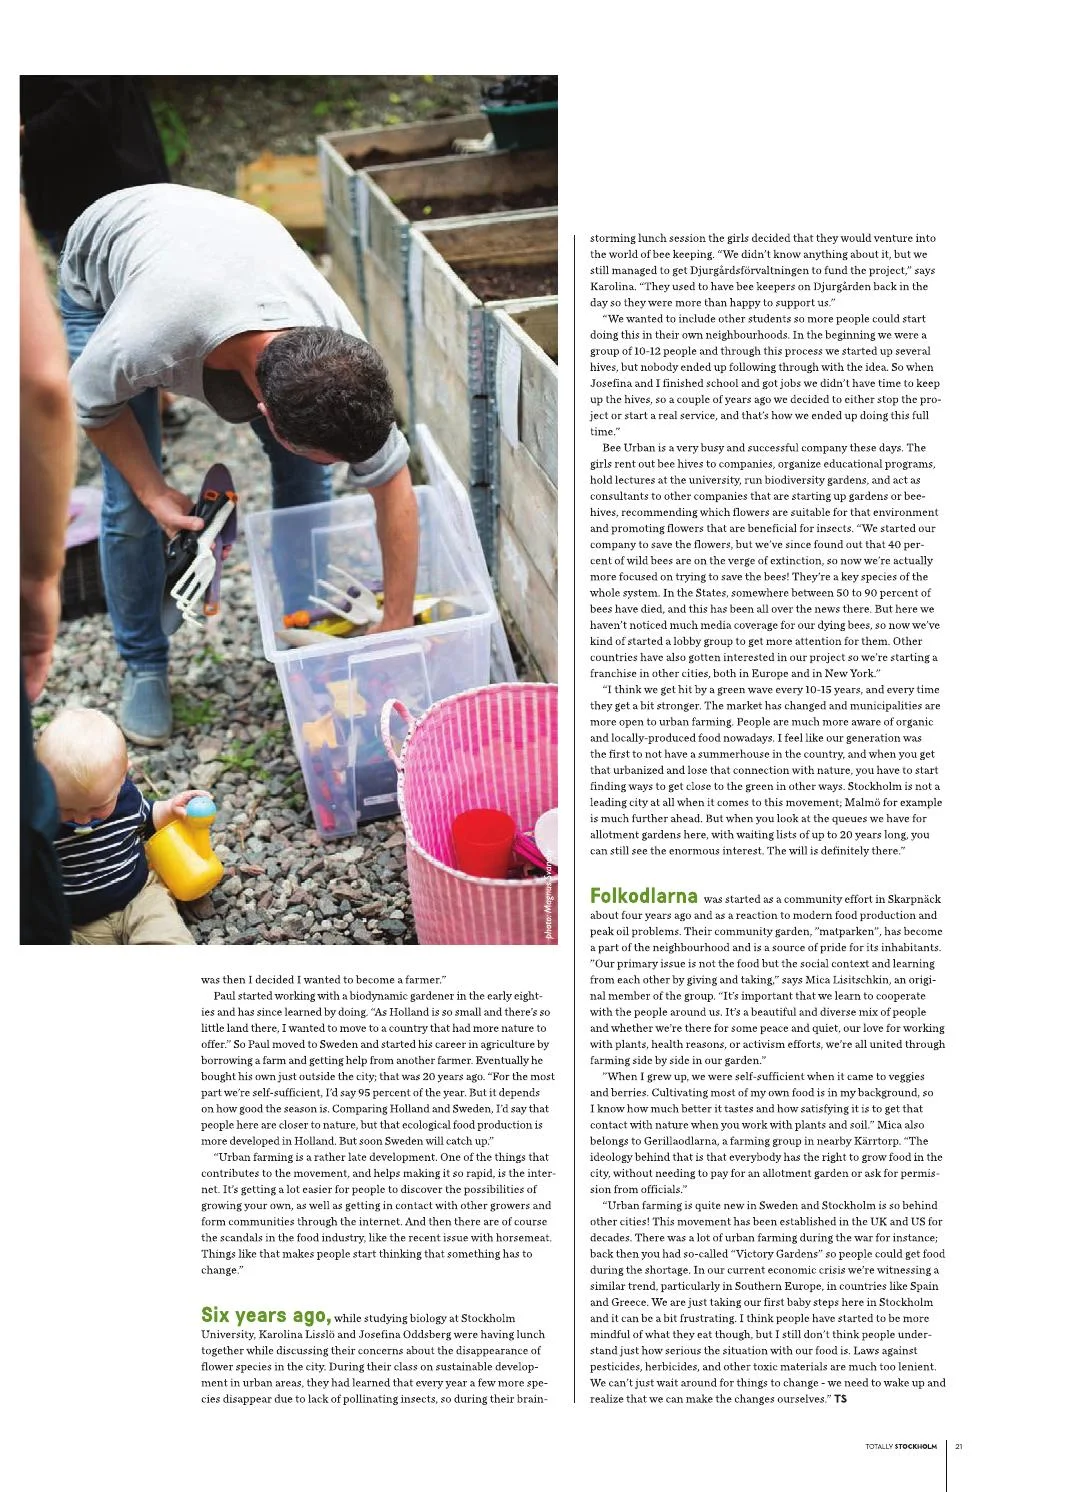 photo: Magnus Svandy
was then I decided I wanted to become a farmer.”
Paul started working with a biodynamic gardener in the early eight-
ies and has since learned by doing. “As Holland is so small and there’s so
little land there, I wanted to move to a country that had more nature to
offer.” So Paul moved to Sweden and started his career in agriculture by
borrowing a farm and getting help from another farmer. Eventually he
bought his own just outside the city; that was 20 years ago. “For the most
part we’re self-sufficient, I’d say 95 percent of the year. But it depends
on how good the season is. Comparing Holland and Sweden, I’d say that
people here are closer to nature, but that ecological food production is
more developed in Holland. But soon Sweden will catch up.”
“Urban farming is a rather late development. One of the things that
contributes to the movement, and helps making it so rapid, is the inter-
net. It’s getting a lot easier for people to discover the possibilities of
growing your own, as well as getting in contact with other growers and
form communities through the internet. And then there are of course
the scandals in the food industry, like the recent issue with horsemeat.
Things like that makes people start thinking that something has to
change.”
Six years ago, while studying biology at Stockholm
University, Karolina Lisslö and Josefina Oddsberg were having lunch
together while discussing their concerns about the disappearance of
flower species in the city. During their class on sustainable develop-
ment in urban areas, they had learned that every year a few more spe-
cies disappear due to lack of pollinating insects, so during their brain-
storming lunch session the girls decided that they would venture into
the world of bee keeping. “We didn’t know anything about it, but we
still managed to get Djurgårdsförvaltningen to fund the project,” says
Karolina. “They used to have bee keepers on Djurgården back in the
day so they were more than happy to support us.”
“We wanted to include other students so more people could start
doing this in their own neighbourhoods. In the beginning we were a
group of 10-12 people and through this process we started up several
hives, but nobody ended up following through with the idea. So when
Josefina and I finished school and got jobs we didn’t have time to keep
up the hives, so a couple of years ago we decided to either stop the pro-
ject or start a real service, and that’s how we ended up doing this full
time.”
Bee Urban is a very busy and successful company these days. The
girls rent out bee hives to companies, organize educational programs,
hold lectures at the university, run biodiversity gardens, and act as
consultants to other companies that are starting up gardens or bee-
hives, recommending which flowers are suitable for that environment
and promoting flowers that are beneficial for insects. “We started our
company to save the flowers, but we’ve since found out that 40 per-
cent of wild bees are on the verge of extinction, so now we’re actually
more focused on trying to save the bees! They’re a key species of the
whole system. In the States, somewhere between 50 to 90 percent of
bees have died, and this has been all over the news there. But here we
haven’t noticed much media coverage for our dying bees, so now we’ve
kind of started a lobby group to get more attention for them. Other
countries have also gotten interested in our project so we’re starting a
franchise in other cities, both in Europe and in New York.”
“I think we get hit by a green wave every 10-15 years, and every time
they get a bit stronger. The market has changed and municipalities are
more open to urban farming. People are much more aware of organic
and locally-produced food nowadays. I feel like our generation was
the first to not have a summerhouse in the country, and when you get
that urbanized and lose that connection with nature, you have to start
finding ways to get close to the green in other ways. Stockholm is not a
leading city at all when it comes to this movement; Malmö for example
is much further ahead. But when you look at the queues we have for
allotment gardens here, with waiting lists of up to 20 years long, you
can still see the enormous interest. The will is definitely there.”
Folkodlarna was started as a community effort in Skarpnäck
about four years ago and as a reaction to modern food production and
peak oil problems. Their community garden, ”matparken”, has become
a part of the neighbourhood and is a source of pride for its inhabitants.
”Our primary issue is not the food but the social context and learning
from each other by giving and taking,” says Mica Lisitschkin, an origi-
nal member of the group. “It’s important that we learn to cooperate
with the people around us. It’s a beautiful and diverse mix of people
and whether we’re there for some peace and quiet, our love for working
with plants, health reasons, or activism efforts, we’re all united through
farming side by side in our garden.”
”When I grew up, we were self-sufficient when it came to veggies
and berries. Cultivating most of my own food is in my background, so
I know how much better it tastes and how satisfying it is to get that
contact with nature when you work with plants and soil.” Mica also
belongs to Gerillaodlarna, a farming group in nearby Kärrtorp. “The
ideology behind that is that everybody has the right to grow food in the
city, without needing to pay for an allotment garden or ask for permis-
sion from officials.”
“Urban farming is quite new in Sweden and Stockholm is so behind
other cities! This movement has been established in the UK and US for
decades. There was a lot of urban farming during the war for instance;
back then you had so-called “Victory Gardens” so people could get food
during the shortage. In our current economic crisis we’re witnessing a
similar trend, particularly in Southern Europe, in countries like Spain
and Greece. We are just taking our first baby steps here in Stockholm
and it can be a bit frustrating. I think people have started to be more
mindful of what they eat though, but I still don’t think people under-
stand just how serious the situation with our food is. Laws against
pesticides, herbicides, and other toxic materials are much too lenient.
We can’t just wait around for things to change - we need to wake up and
realize that we can make the changes ourselves.” TS
TOTALLY STOCKHOLM 21